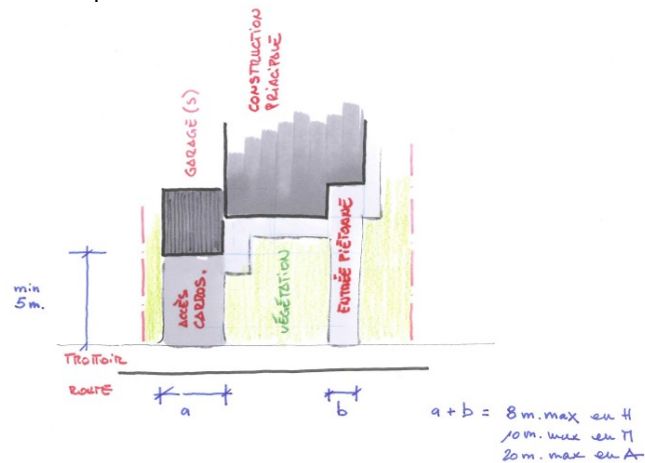 GARAGE (S)
CONSTRUCTION
PRINCIPALE
ENTRÉE PIÉTONNE
VÉGÉTATION
ACCÈS
CARROS.
min
5 m.
TROTTOIR
ROUTE
a
b
a + b = 8 m. max en H
10 m. max en M
20 m. max en A